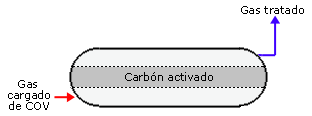 Gas tratado
Carbón activado
Gas
cargado
de COV